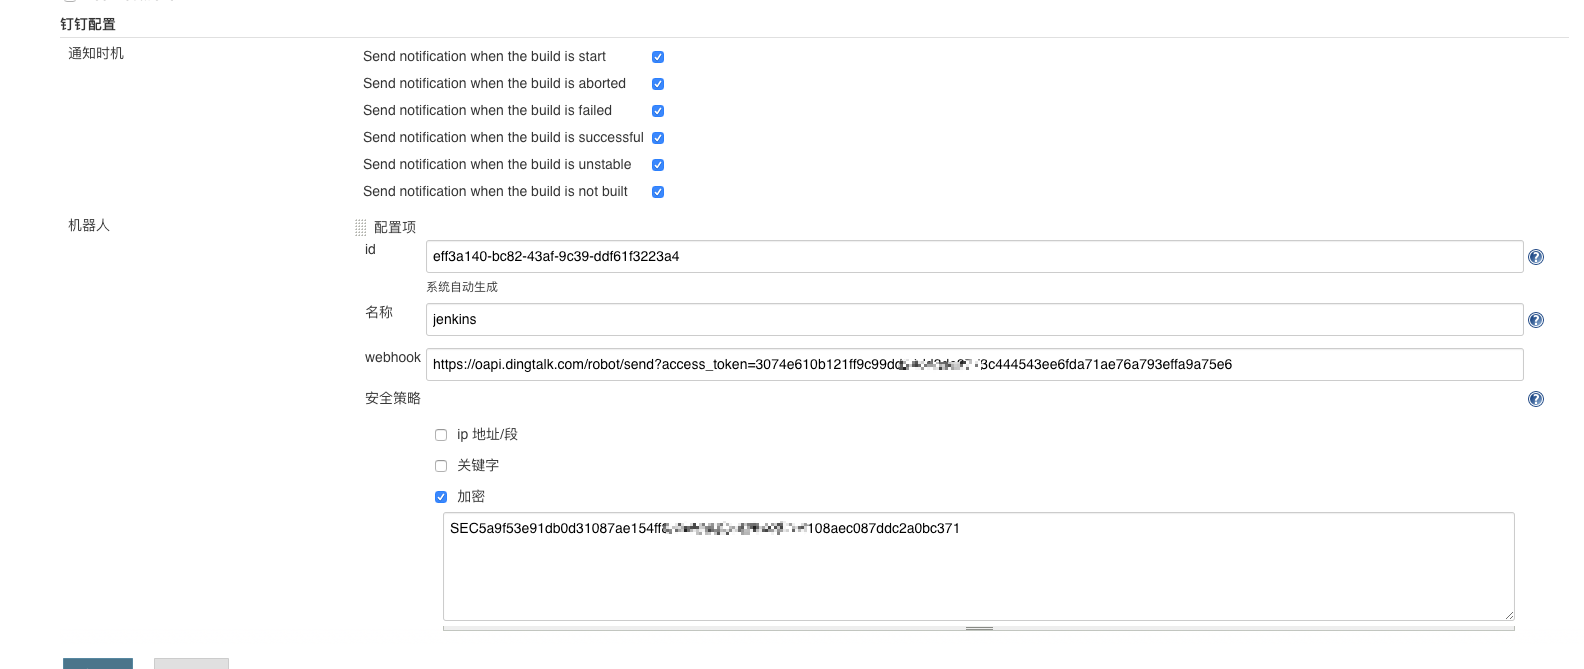 钉钉配置
通知时机
Send notification when the build is start
Send notification when the build is aborted
Send notification when the build is failed
Send notification when the build is successful
Send notification when the build is unstable
Send notification when the build is not built
机器人
配置项
id
eff3a140-bc82-43af-9c39-ddf61f3223a4
系统自动生成
名称
jenkins
webhook
https://oapi.dingtalk.com/robot/send?access_token=3074e610b121ff9c99dd 3c444543ee6fda71ae76a793effa9a75e6
安全策略
ip 地址/段
关键字
加密
SEC5a9f53e91db0d31087ae154ff 108aec087ddc2a0bc371